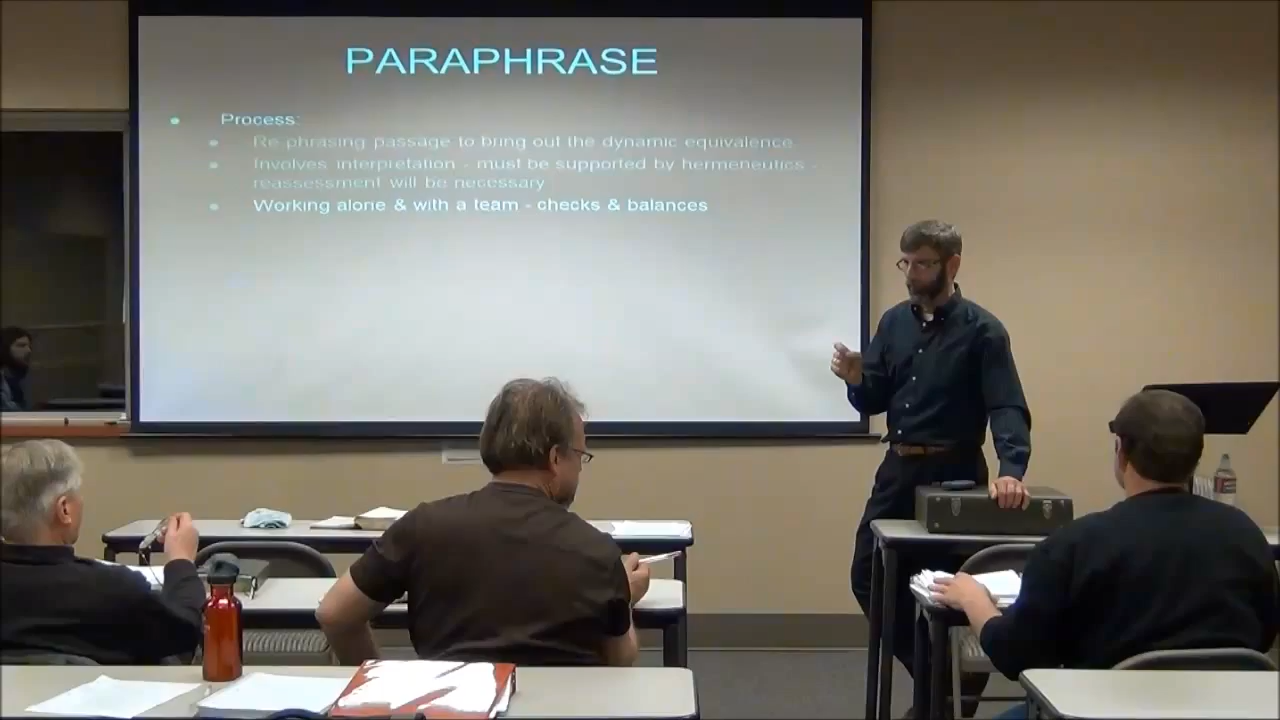 PARAPHRASE
Process:
Re phrasing passage to bring out the dynamic equivalence.
Involves interpretation - must be supported by hermeneutics -
reassessment will be necessary
Working alone & with a team - checks & balances